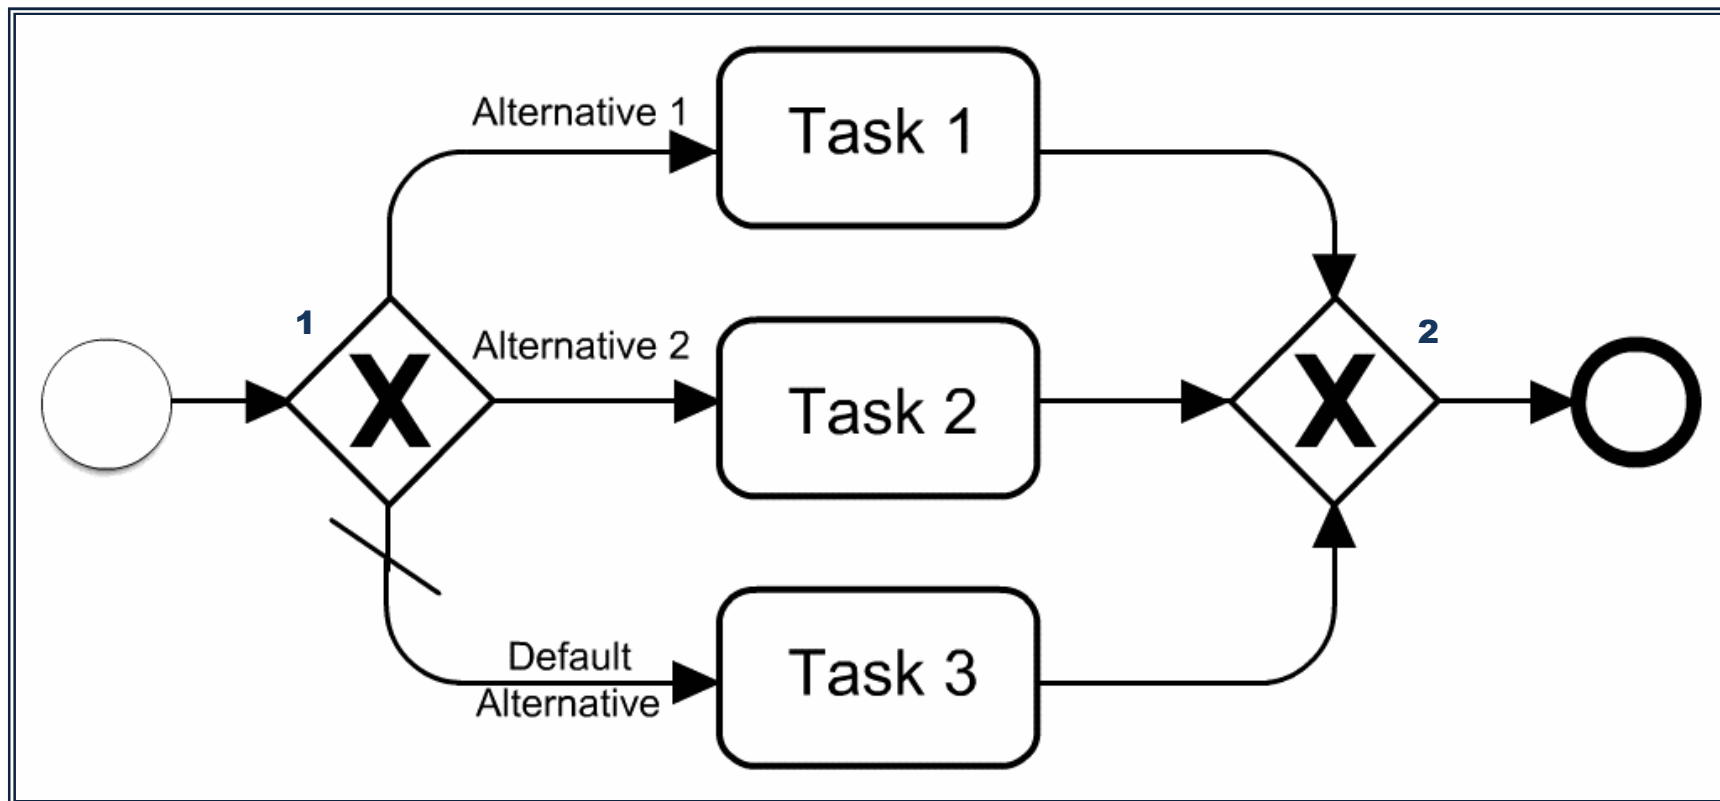 Alternative 1
Task 1
1
X
Alternative 2
Task 2
X
2
Default
Alternative
Task 3